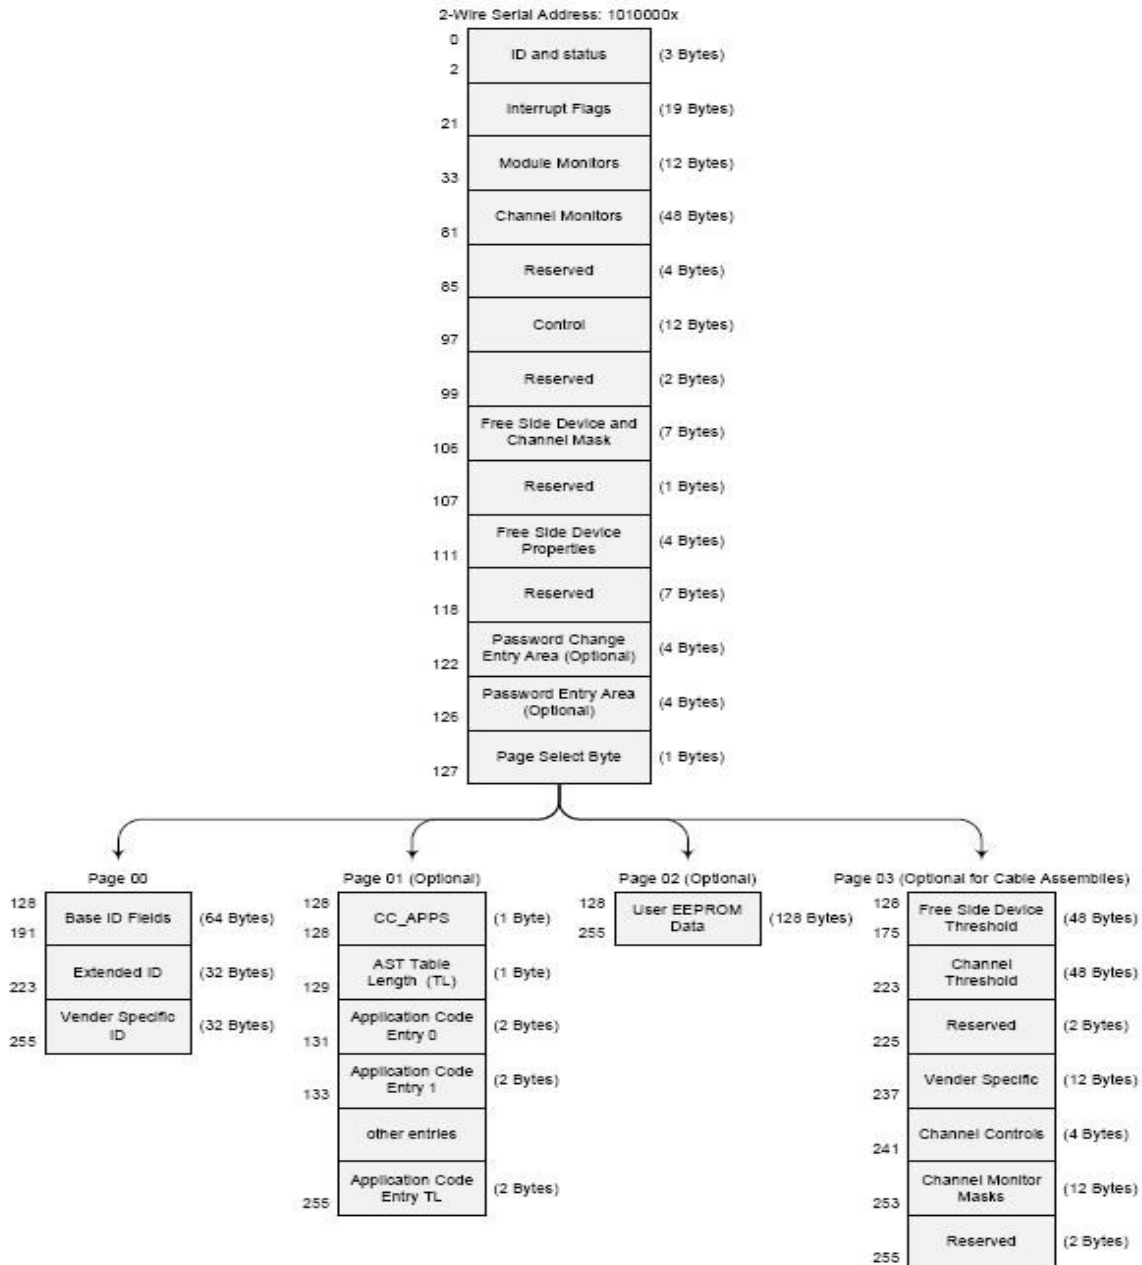 2-Wire Serial Address: 1010000x
0
ID and status
(3 Bytes)
2
Interrupt Flags
(19 Bytes)
21
Module Monitors
(12 Bytes)
33
Channel Monitors
(48 Bytes)
81
Reserved
(4 Bytes)
85
Control
(12 Bytes)
97
Reserved
(2 Bytes)
99
Free Side Device and
Channel Mask
(7 Bytes)
106
Reserved
(1 Bytes)
107
Free Side Device
Properties
(4 Bytes)
111
Reserved
(7 Bytes)
118
Password Change
Entry Area (Optional)
(4 Bytes)
122
Password Entry Area
(Optional)
(4 Bytes)
126
Page Select Byte
(1 Bytes)
127
Page 00
128
Base ID Fields
(64 Bytes)
191
Extended ID
(32 Bytes)
223
Vender Specific
ID
(32 Bytes)
255
Page 01 (Optional)
128
CC_APPS
(1 Byte)
128
AST Table
Length (TL)
(1 Byte)
129
Application Code
Entry 0
(2 Bytes)
131
Application Code
Entry 1
(2 Bytes)
133
other entries
Application Code
Entry TL
(2 Bytes)
255
Page 02 (Optional)
128
User EEPROM
Data
(128 Bytes)
255
Page 03 (Optional for Cable Assemblies)
128
Free Side Device
Threshold
(48 Bytes)
175
Channel
Threshold
(48 Bytes)
223
Reserved
(2 Bytes)
225
Vender Specific
(12 Bytes)
237
Channel Controls
(4 Bytes)
241
Channel Monitor
Masks
(12 Bytes)
253
Reserved
(2 Bytes)
255